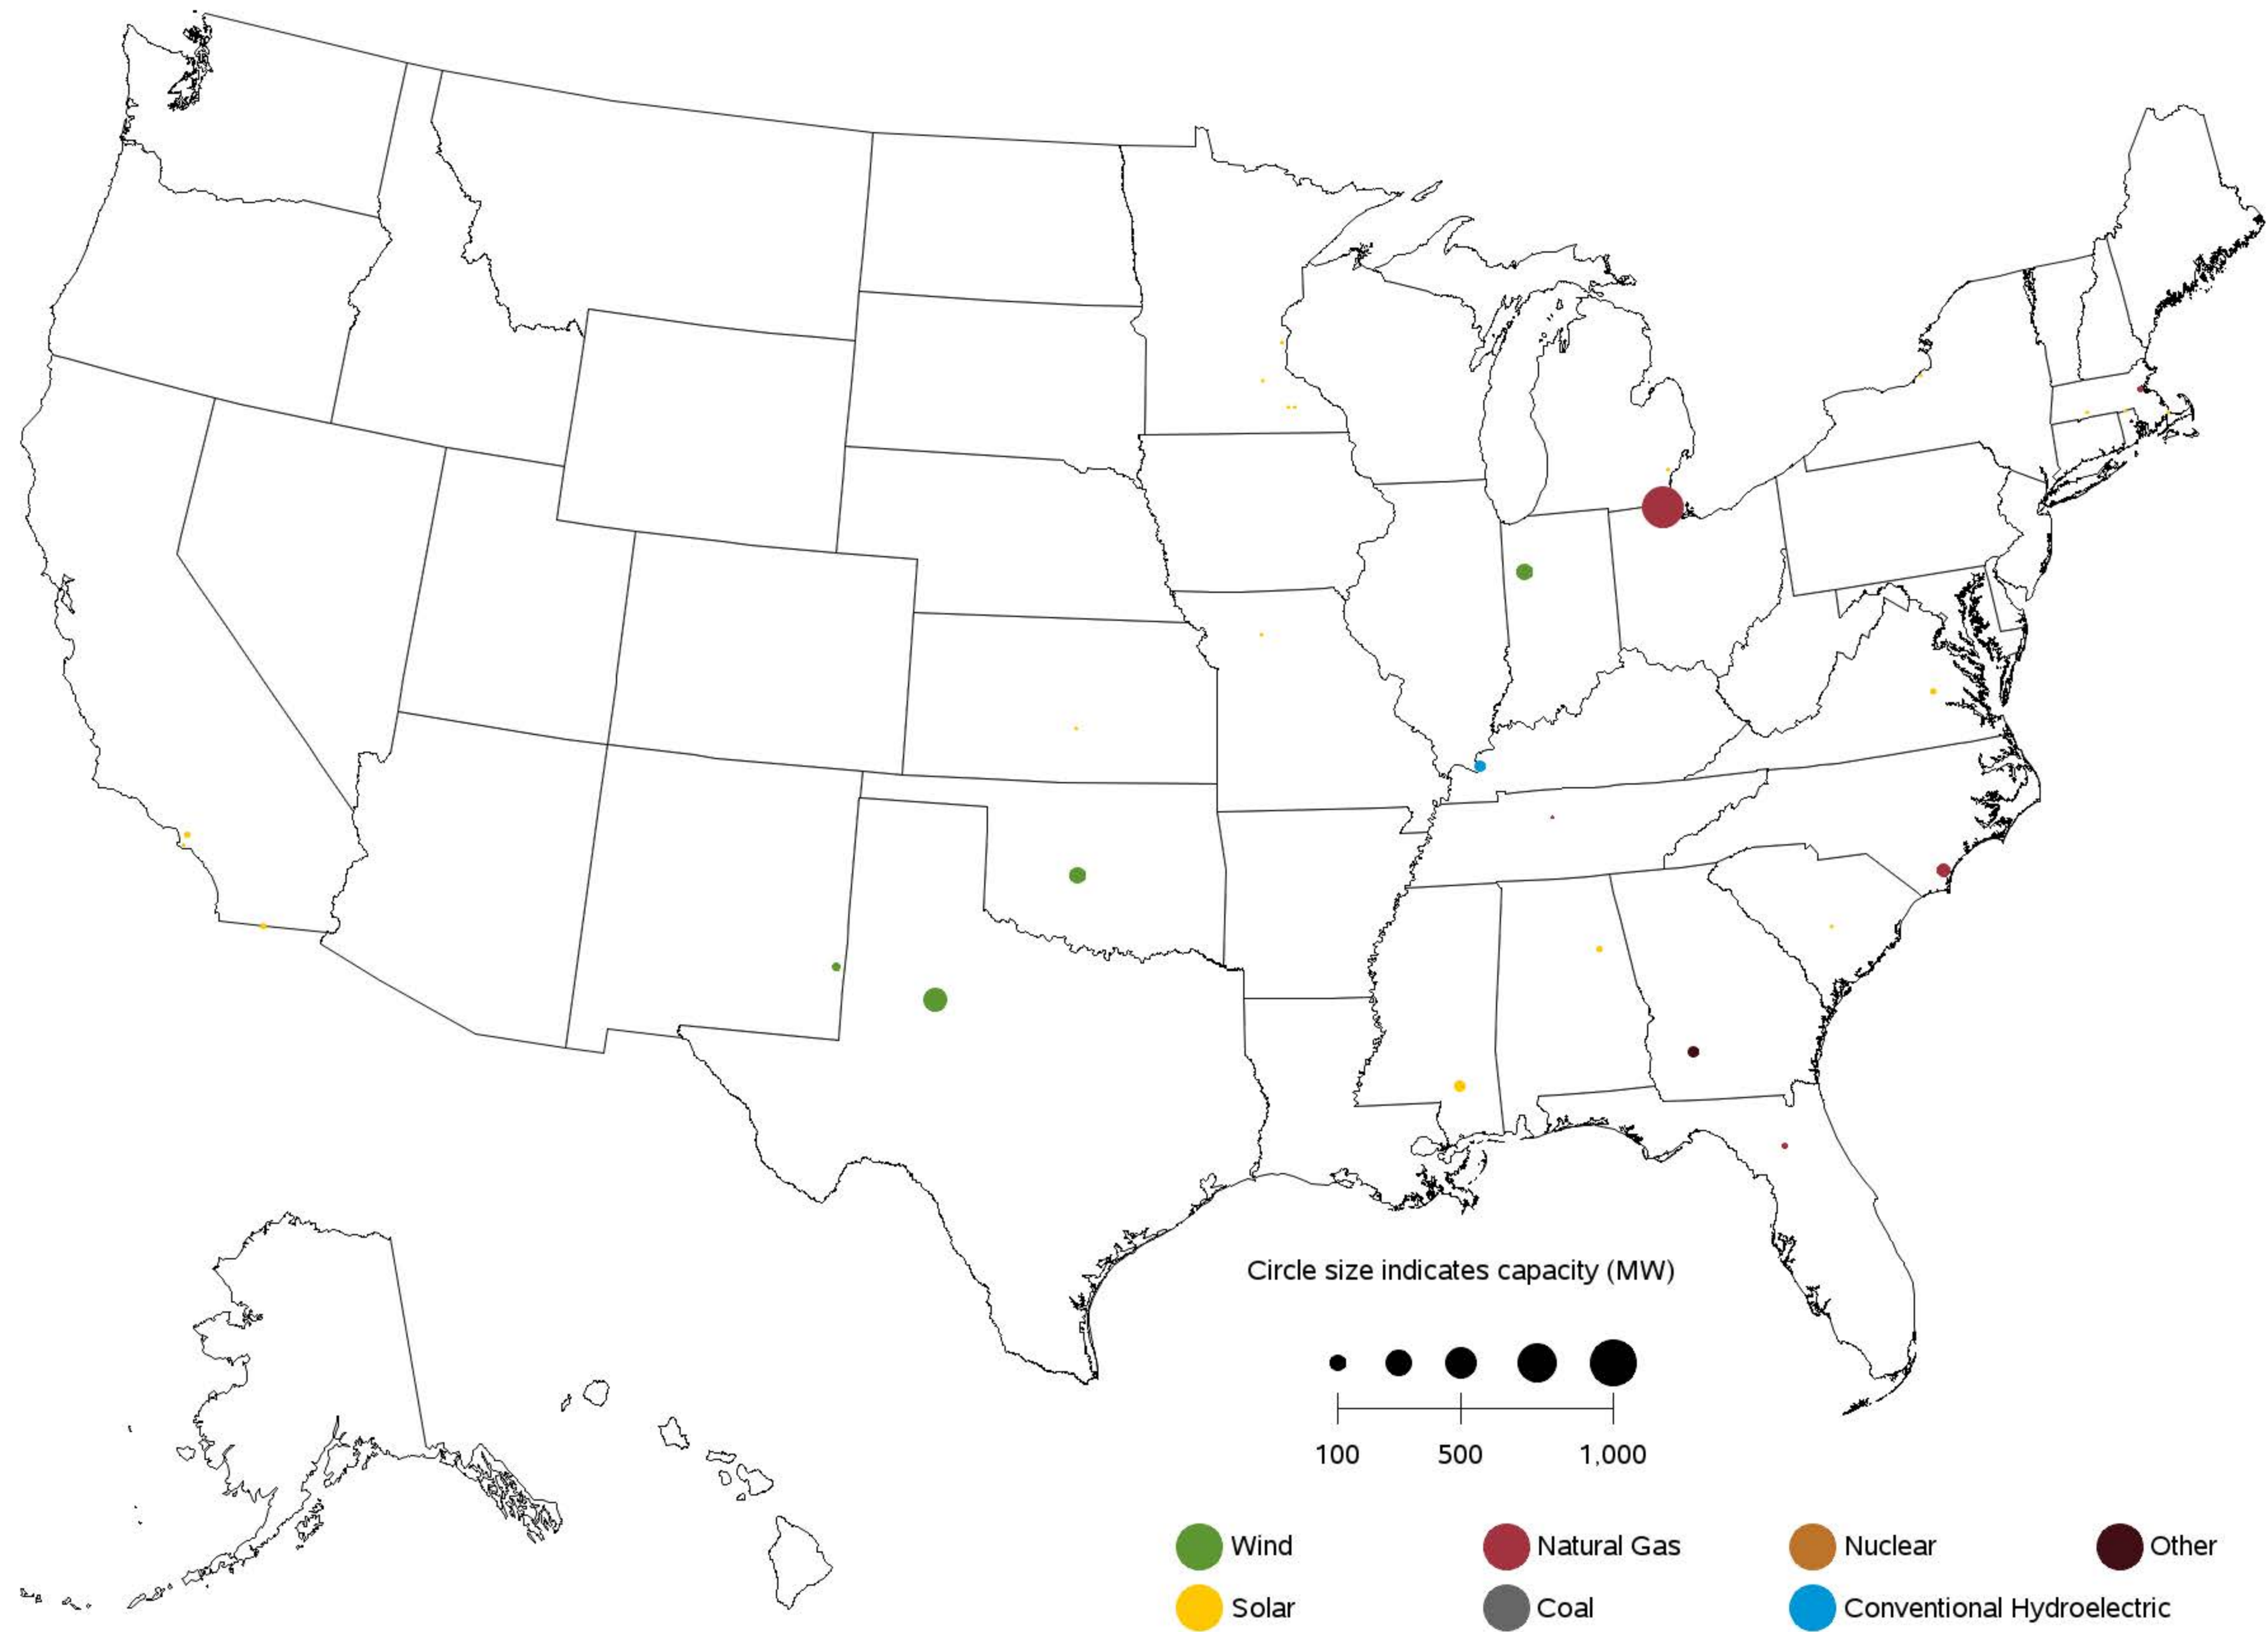 Circle size indicates capacity (MW)
100 500 1,000
Wind Natural Gas Nuclear Other
Solar Coal Conventional Hydroelectric